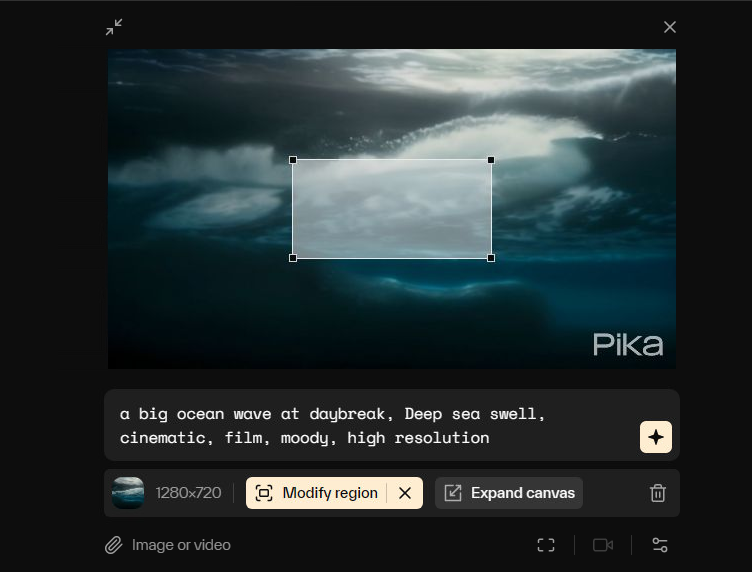 Pika
a big ocean wave at daybreak, Deep sea swell,
cinematic, film, moody, high resolution
1280×720
Modify region
Expand canvas
Image or video